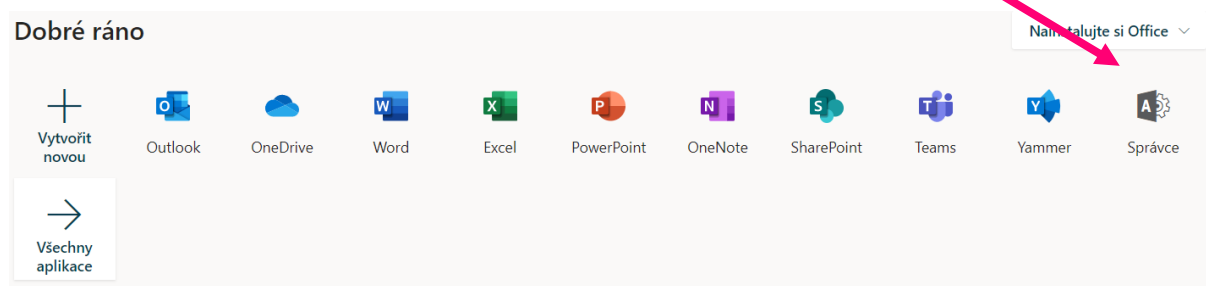 Dobré ráno
Nainstalujte si Office
Vytvořit
novou
Outlook
OneDrive
Word
Excel
PowerPoint
OneNote
SharePoint
Teams
Yammer
Správce
Všechny
aplikace